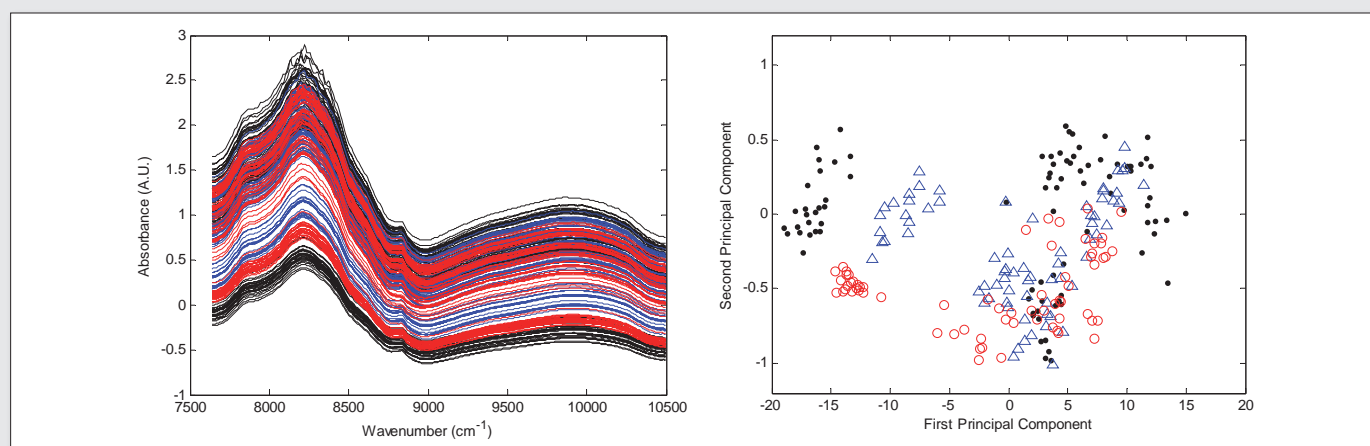 3
2.5
2
1.5
1
0.5
0
-0.5
-1
Absorbance (A.U.)
7500 8000 8500 9000 9500 10000 10500
Wavenumber (cm-1)
1
0.5
0
-0.5
-1
Second Principal Component
-20 -15 -10 -5 0 5 10 15 20
First Principal Component